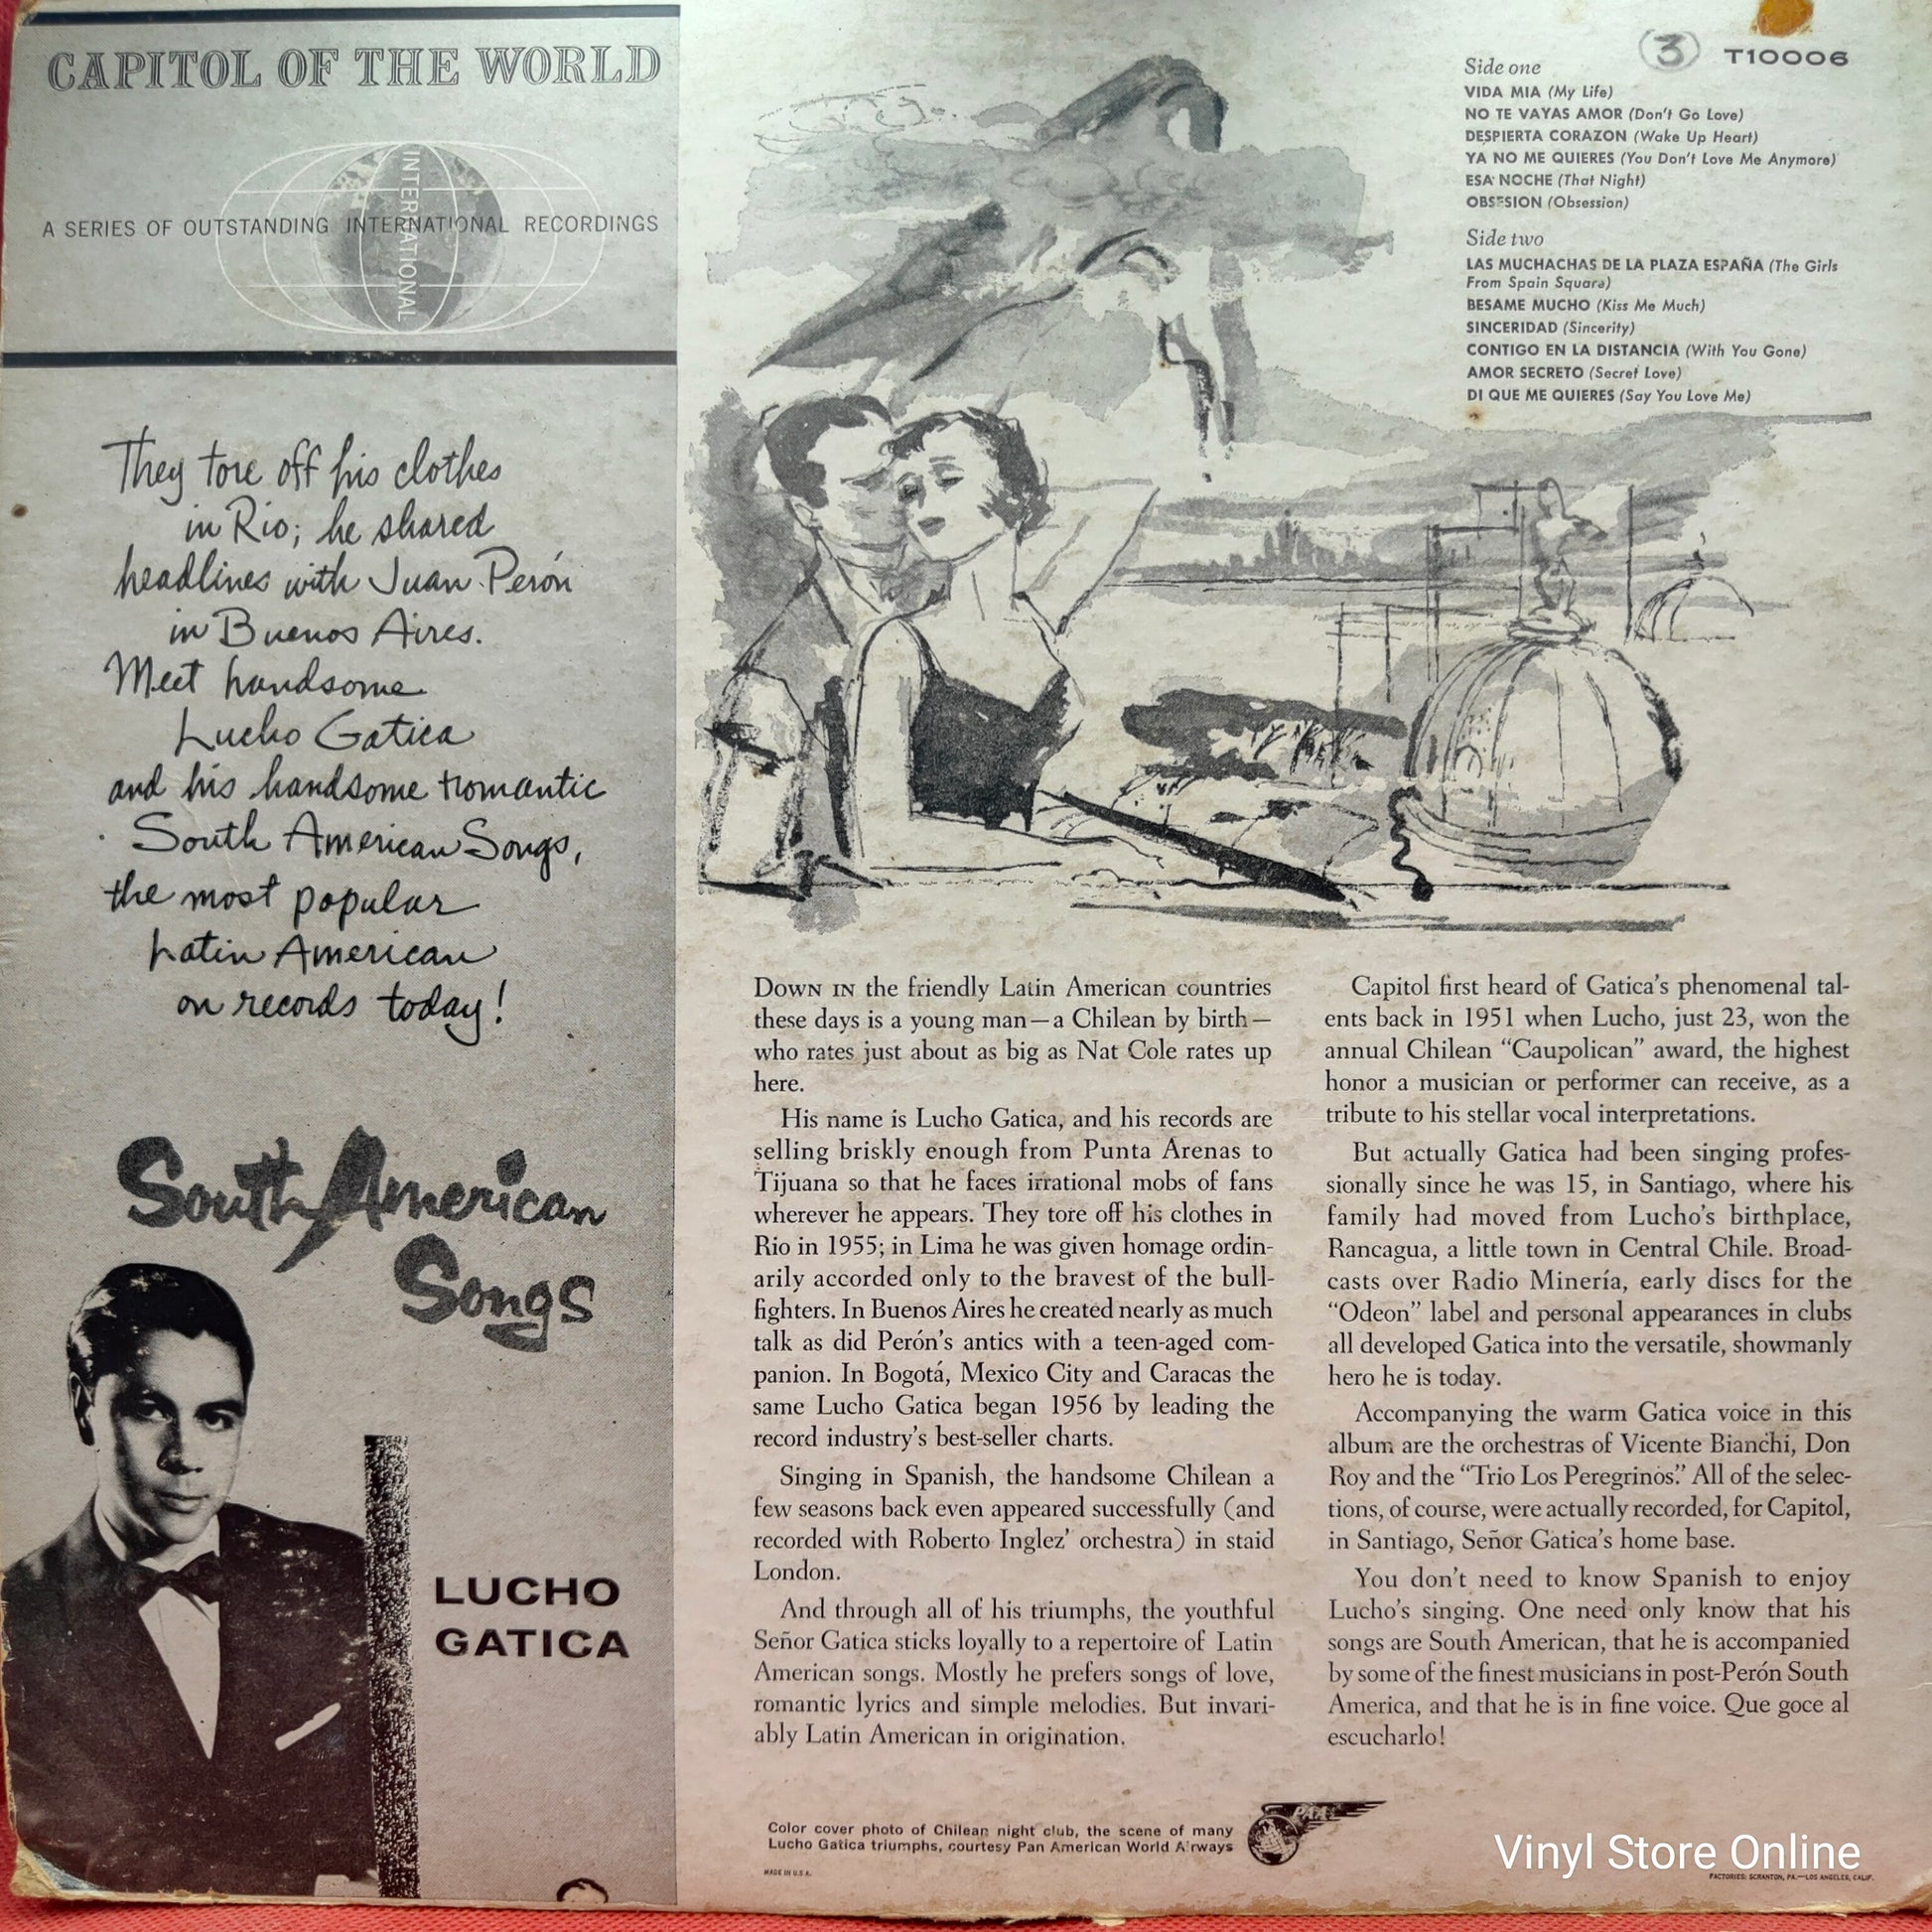 CAPITOL OF THE WORLD
A SERIES OF OUTSTANDING INTERNATIONAL RECORDINGS
INTERNATIONAL
They tore off his clothes
in Rio; he shared
headlines with Juan Perón
in Buenos Aires.
Meet handsome
Lucho Gatica
and his handsome romantic
South American Songs,
the most popular
Latin American
on records today!
South American
Songs
LUCHO
GATICA
3 T10006
Side one
VIDA MIA (My Life)
NO TE VAYAS AMOR (Don't Go Love)
DESPIERTA CORAZON (Wake Up Heart)
YA NO ME QUIERES (You Don't Love Me Anymore)
ESA NOCHE (That Night)
OBSESION (Obsession)
Side two
LAS MUCHACHAS DE LA PLAZA ESPAÑA (The Girls
From Spain Square)
BESAME MUCHO (Kiss Me Much)
SINCERIDAD (Sincerity)
CONTIGO EN LA DISTANCIA (With You Gone)
AMOR SECRETO (Secret Love)
DI QUE ME QUIERES (Say You Love Me)
DOWN IN the friendly Latin American countries
these days is a young man—a Chilean by birth—
who rates just about as big as Nat Cole rates up
here.
His name is Lucho Gatica, and his records are
selling briskly enough from Punta Arenas to
Tijuana so that he faces irrational mobs of fans
wherever he appears. They tore off his clothes in
Rio in 1955; in Lima he was given homage ordin-
arily accorded only to the bravest of the bull-
fighters. In Buenos Aires he created nearly as much
talk as did Perón's antics with a teen-aged com-
panion. In Bogotá, Mexico City and Caracas the
same Lucho Gatica began 1956 by leading the
record industry's best-seller charts.
Singing in Spanish, the handsome Chilean a
few seasons back even appeared successfully (and
recorded with Roberto Inglez' orchestra) in staid
London.
And through all of his triumphs, the youthful
Señor Gatica sticks loyally to a repertoire of Latin
American songs. Mostly he prefers songs of love,
romantic lyrics and simple melodies. But invari-
ably Latin American in origination.
Capitol first heard of Gatica's phenomenal tal-
ents back in 1951 when Lucho, just 23, won the
annual Chilean "Caupolican" award, the highest
honor a musician or performer can receive, as a
tribute to his stellar vocal interpretations.
But actually Gatica had been singing profes-
sionally since he was 15, in Santiago, where his
family had moved from Lucho's birthplace,
Rancagua, a little town in Central Chile. Broad-
casts over Radio Minería, early discs for the
"Odeon" label and personal appearances in clubs
all developed Gatica into the versatile, showmanly
hero he is today.
Accompanying the warm Gatica voice in this
album are the orchestras of Vicente Bianchi, Don
Roy and the "Trio Los Peregrinos." All of the selec-
tions, of course, were actually recorded, for Capitol,
in Santiago, Señor Gatica's home base.
You don't need to know Spanish to enjoy
Lucho's singing. One need only know that his
songs are South American, that he is accompanied
by some of the finest musicians in post-Perón South
America, and that he is in fine voice. Que goce al
escucharlo!
Color cover photo of Chilean night club, the scene of many
Lucho Gatica triumphs, courtesy Pan American World Airways
PAA
MADE IN U.S.A.
Vinyl Store Online
FACTORIES: SCRANTON, PA.—LOS ANGELES, CALIF.